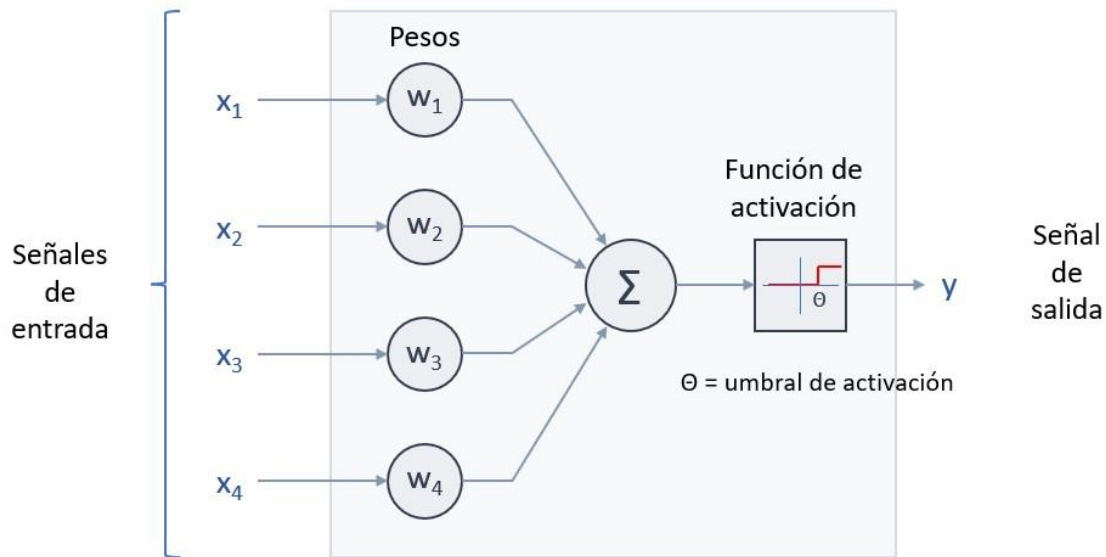 Pesos
x₁
w₁
Función de
activación
x₂
w₂
Señales
de
entrada
Σ
Θ
y
Señal
de
salida
x₃
w₃
Θ = umbral de activación
x₄
w₄